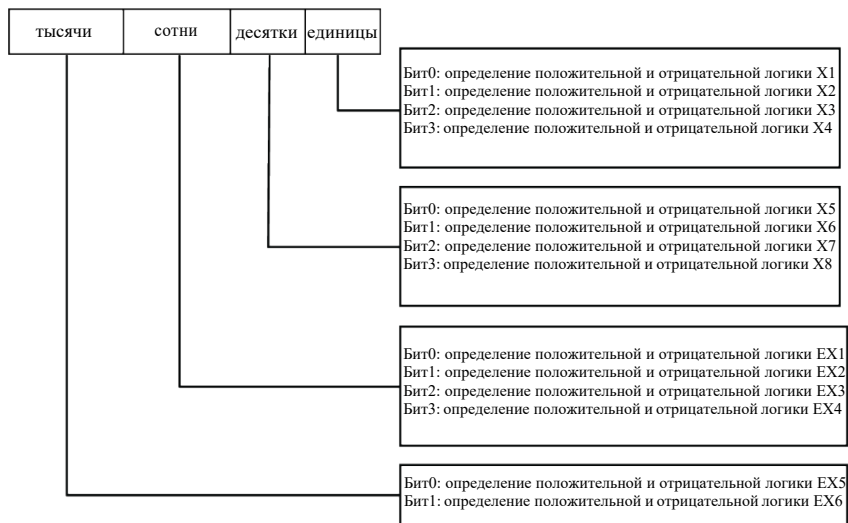 тысячи сотни десятки единицы
Бит0: определение положительной и отрицательной логики X1
Бит1: определение положительной и отрицательной логики X2
Бит2: определение положительной и отрицательной логики X3
Бит3: определение положительной и отрицательной логики X4
Бит0: определение положительной и отрицательной логики X5
Бит1: определение положительной и отрицательной логики X6
Бит2: определение положительной и отрицательной логики X7
Бит3: определение положительной и отрицательной логики X8
Бит0: определение положительной и отрицательной логики EX1
Бит1: определение положительной и отрицательной логики EX2
Бит2: определение положительной и отрицательной логики EX3
Бит3: определение положительной и отрицательной логики EX4
Бит0: определение положительной и отрицательной логики EX5
Бит1: определение положительной и отрицательной логики EX6